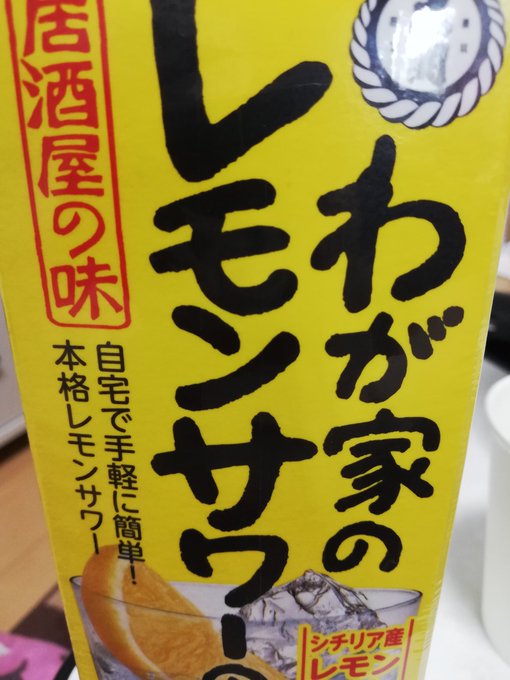 わが家の
レモンサワーの
居酒屋の味
自宅で手軽に簡単!
本格レモンサワー
シチリア産
レモン